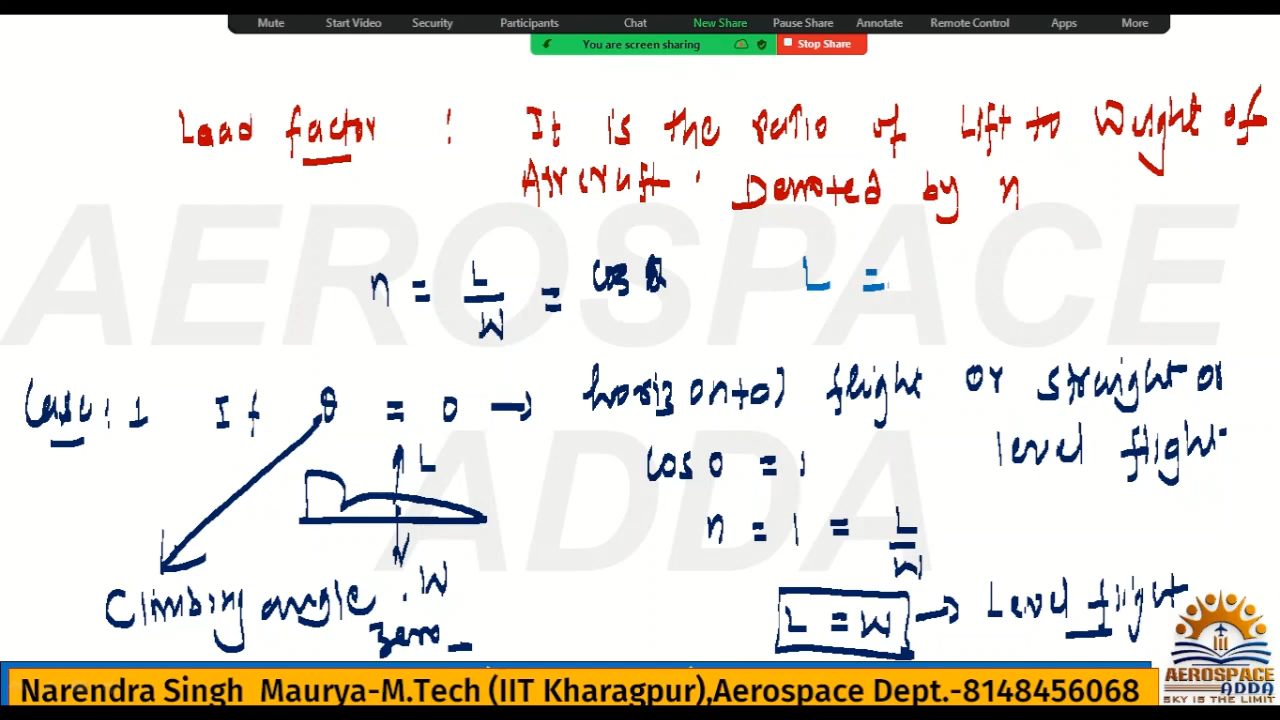 Mute Start Video Security Participants Chat New Share Pause Share Annotate Remote Control Apps More
You are screen sharing Stop Share
Load factor : It is the ratio of Lift to Weight of
Aircraft . Denoted by n
n = L/W = cos θ L =
Case : 1 If θ = 0 → horizontal flight or straight or
level flight
L
cos 0 = 1
n = 1 = L/W
W
Climbing angle .
zero
L = W → Level flight
AEROSPACE
ADDA
Narendra Singh Maurya-M.Tech (IIT Kharagpur),Aerospace Dept.-8148456068
AEROSPACE
ADDA
SKY IS THE LIMIT